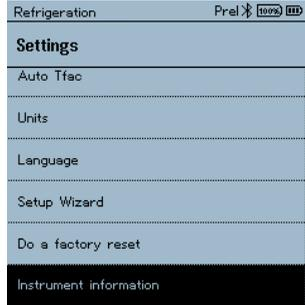 Refrigeration Prel 100%
Settings
Auto Tfac
Units
Language
Setup Wizard
Do a factory reset
Instrument information